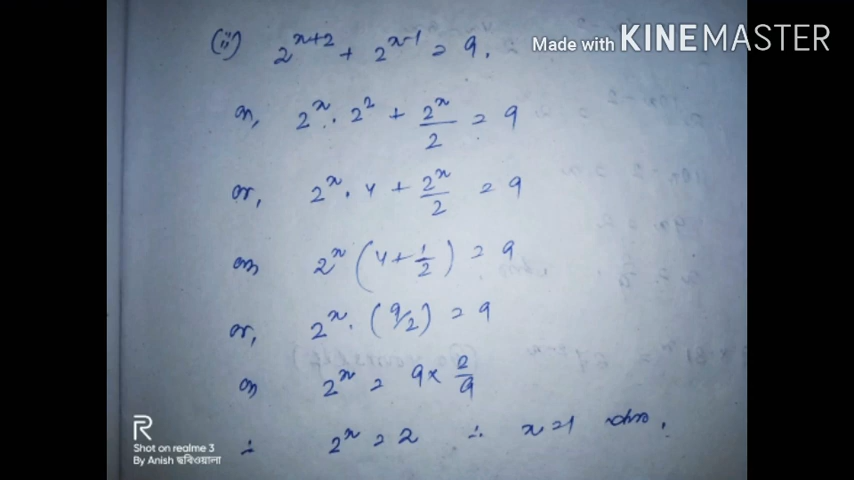 (ii) 2^{x+2} + 2^{x-1} = 9.
Made with KINEMASTER
or, 2^x . 2^2 + 2^x/2 = 9
or, 2^x . 4 + 2^x/2 = 9
or 2^x (4 + 1/2) = 9
or, 2^x . (9/2) = 9
or 2^x = 9 × 2/9
∴ 2^x = 2 ∴ x = 1 Ans.
R
Shot on realme 3
By Anish ছবিওয়ালা